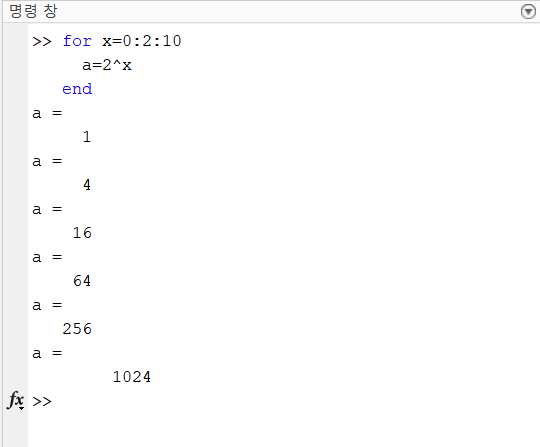 명령 창
>> for x=0:2:10
a=2^x
end
a =
1
a =
4
a =
16
a =
64
a =
256
a =
1024
fx >>